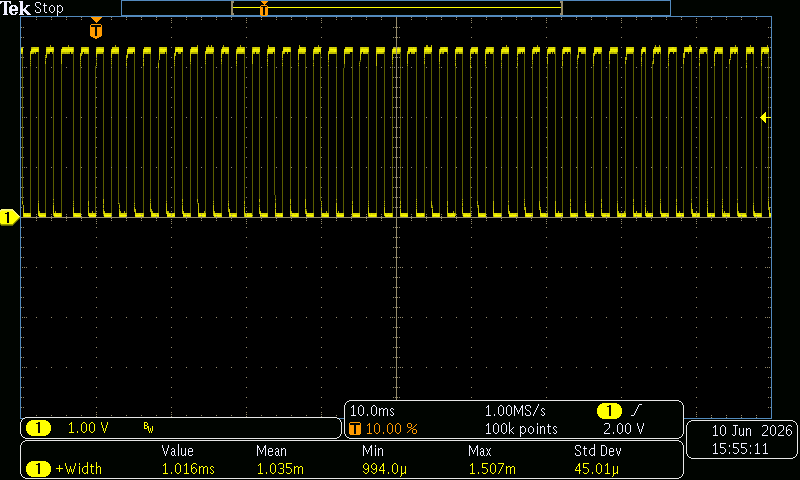 Tek Stop
T
T
1
1 1.00 V BW
10.0ms 1.00MS/s 1
T 10.00 % 100k points 2.00 V
10 Jun 2026
15:55:11
Value Mean Min Max Std Dev
1 +Width 1.016ms 1.035m 994.0µ 1.507m 45.01µ